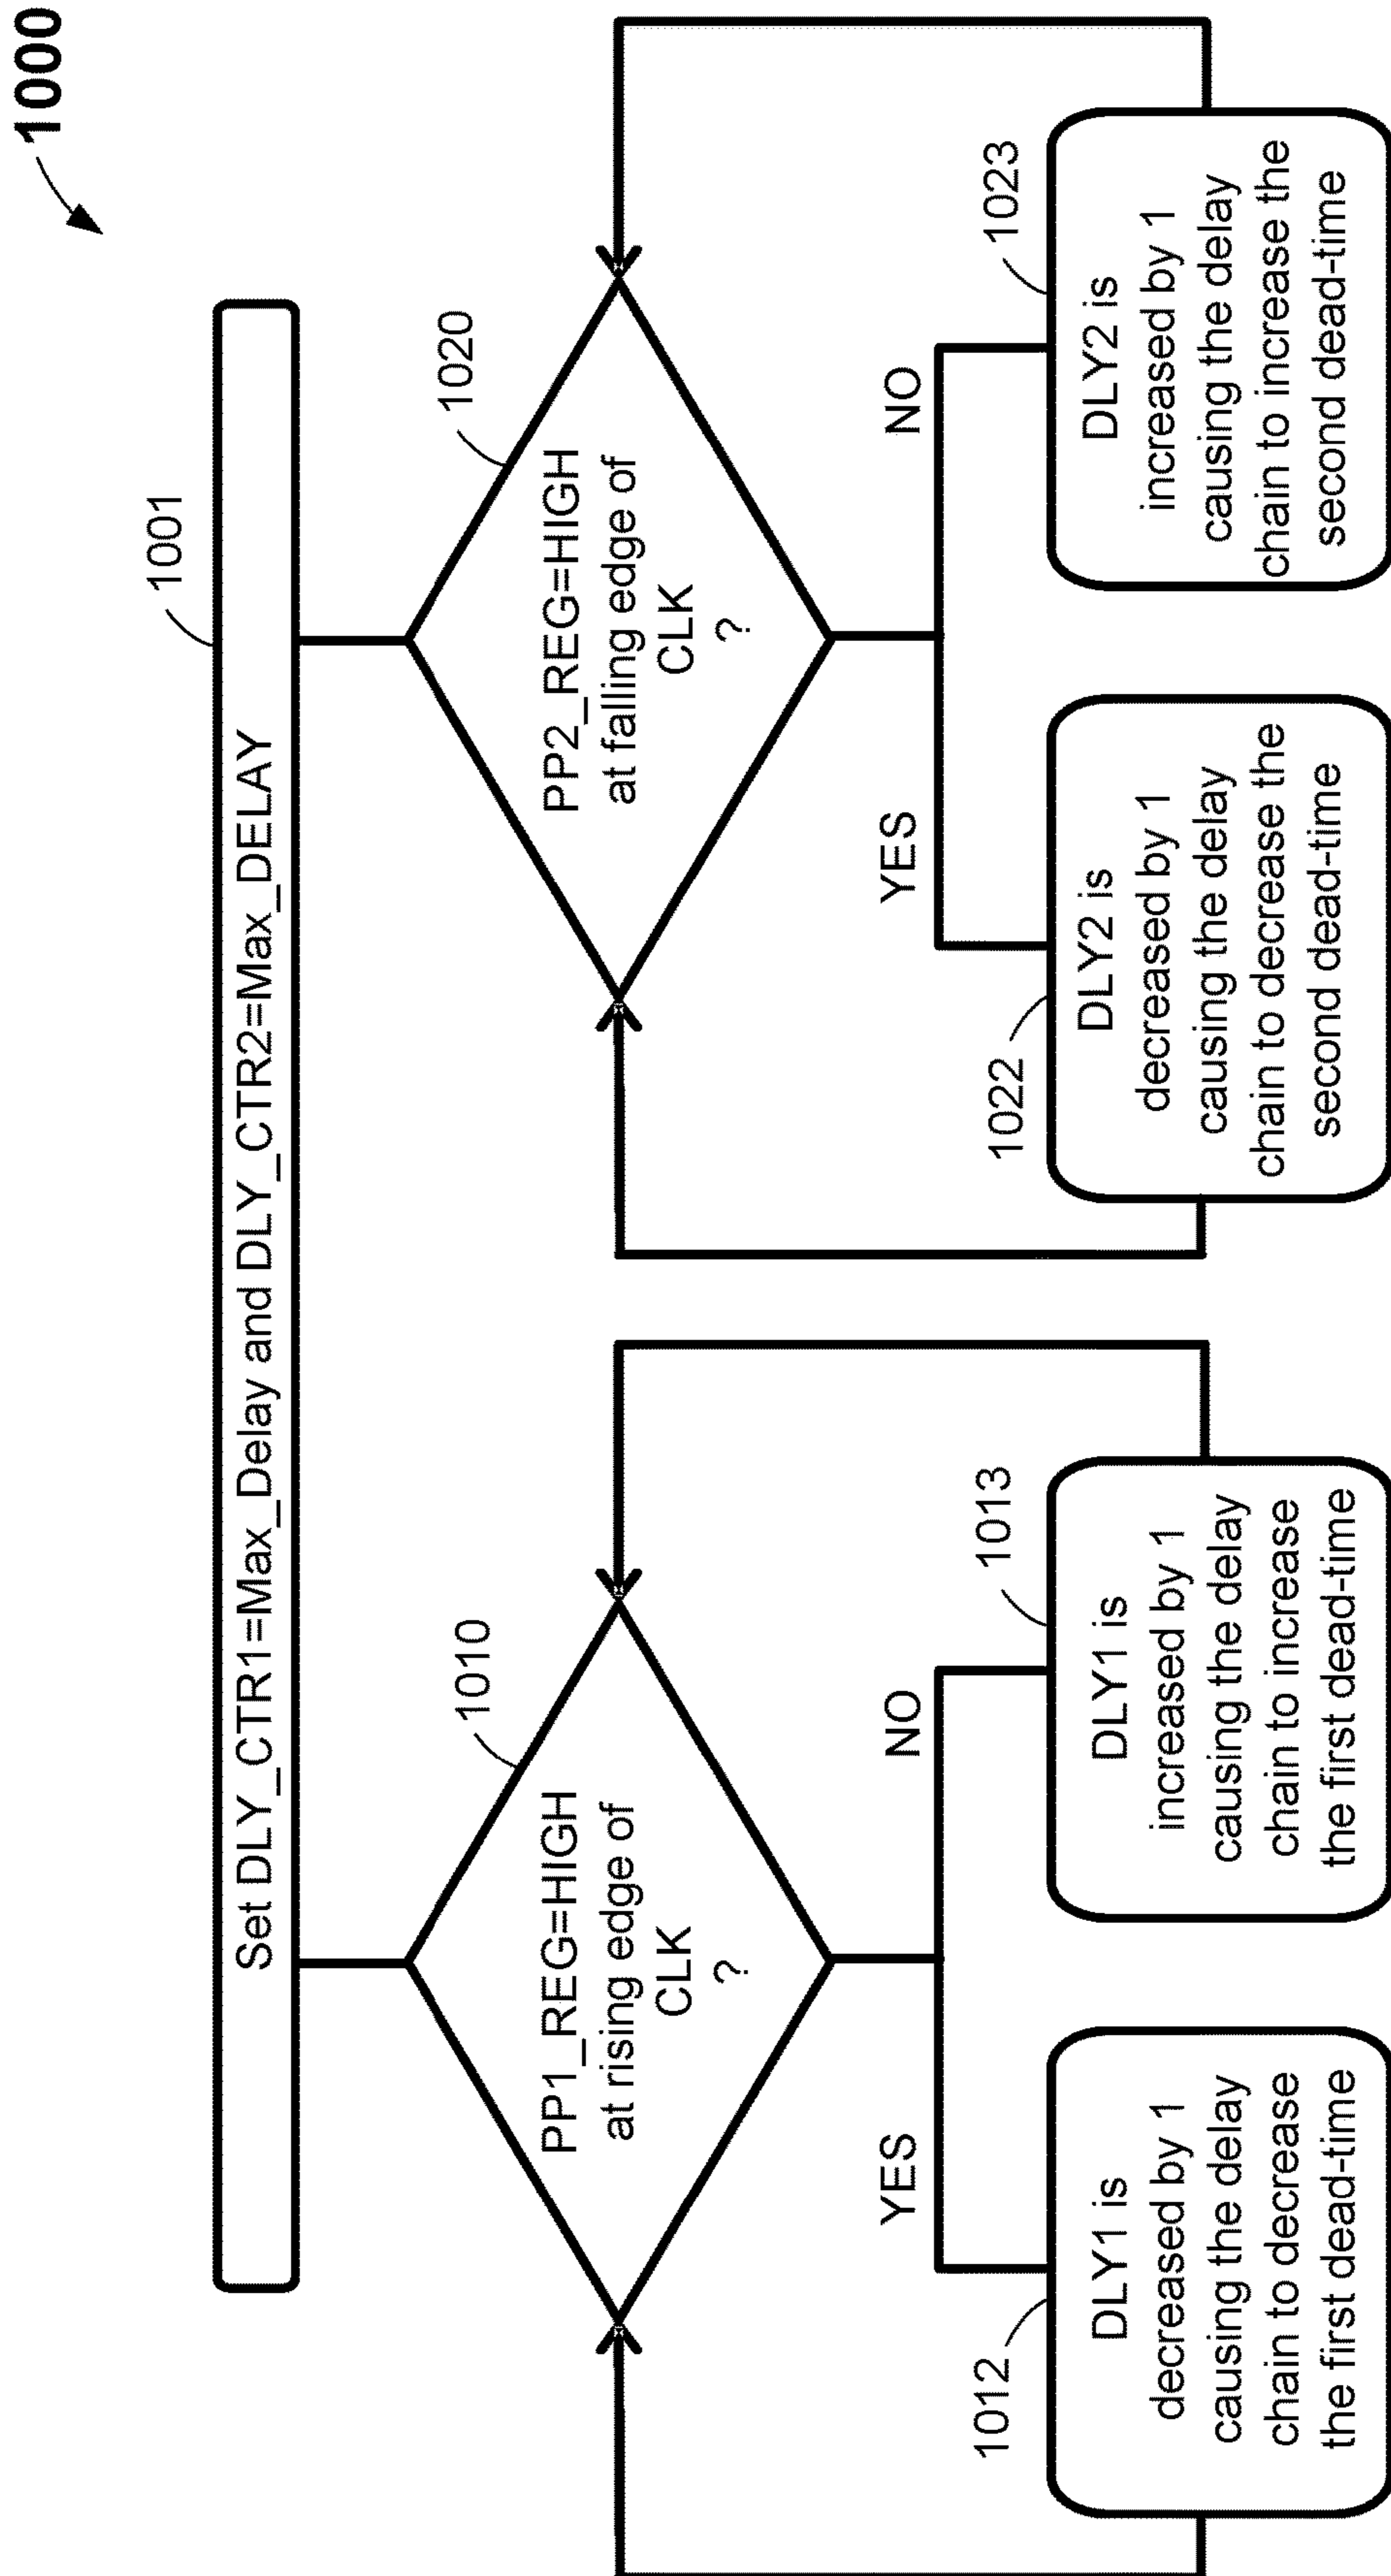 1000
1001
Set DLY_CTR1=Max_Delay and DLY_CTR2=Max_DELAY
1010
PP1_REG=HIGH
at rising edge of
CLK
?
YES
NO
1012
DLY1 is
decreased by 1
causing the delay
chain to decrease
the first dead-time
1013
DLY1 is
increased by 1
causing the delay
chain to increase
the first dead-time
1020
PP2_REG=HIGH
at falling edge of
CLK
?
YES
NO
1022
DLY2 is
decreased by 1
causing the delay
chain to decrease the
second dead-time
1023
DLY2 is
increased by 1
causing the delay
chain to increase the
second dead-time